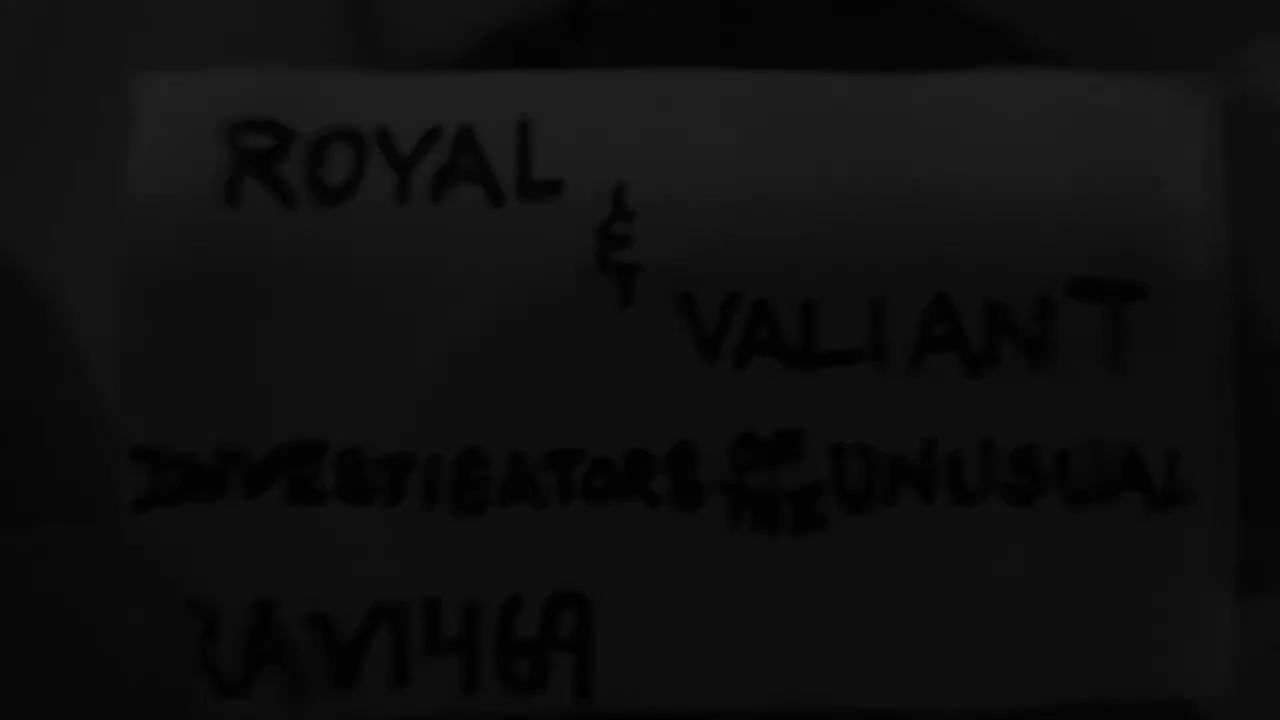 ROYAL
&
VALIANT
INVESTIGATORS OF THE UNUSUAL